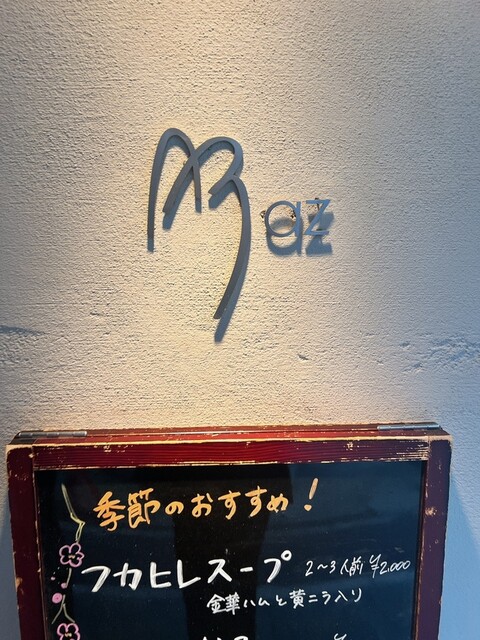 az
季節のおすすめ!
フカヒレスープ 2〜3人前 ¥2,000
金華ハムと黄ニラ入り